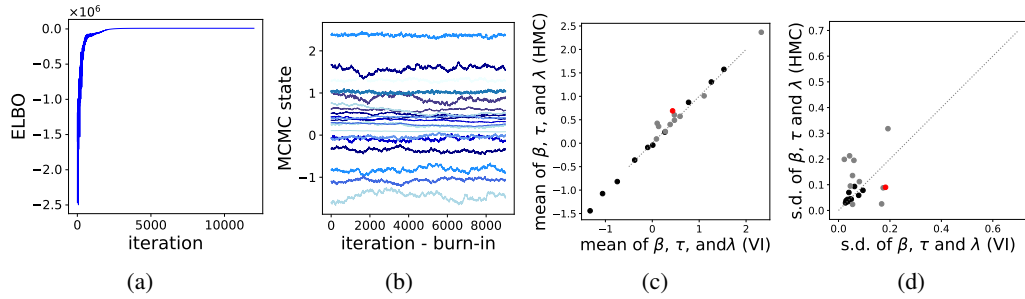 ×10⁶
0.0
−0.5
−1.0
−1.5
−2.0
−2.5
ELBO
0 5000 10000
iteration
(a)
2
1
0
−1
MCMC state
0 2000 4000 6000 8000
iteration - burn-in
(b)
2.5
2.0
1.5
1.0
0.5
0.0
−0.5
−1.0
−1.5
mean of β, τ, and λ (HMC)
−1 0 1 2
mean of β, τ, andλ (VI)
(c)
0.7
0.6
0.5
0.4
0.3
0.2
0.1
0.0
s.d. of β, τ and λ (HMC)
0.0 0.2 0.4 0.6
s.d. of β, τ and λ (VI)
(d)